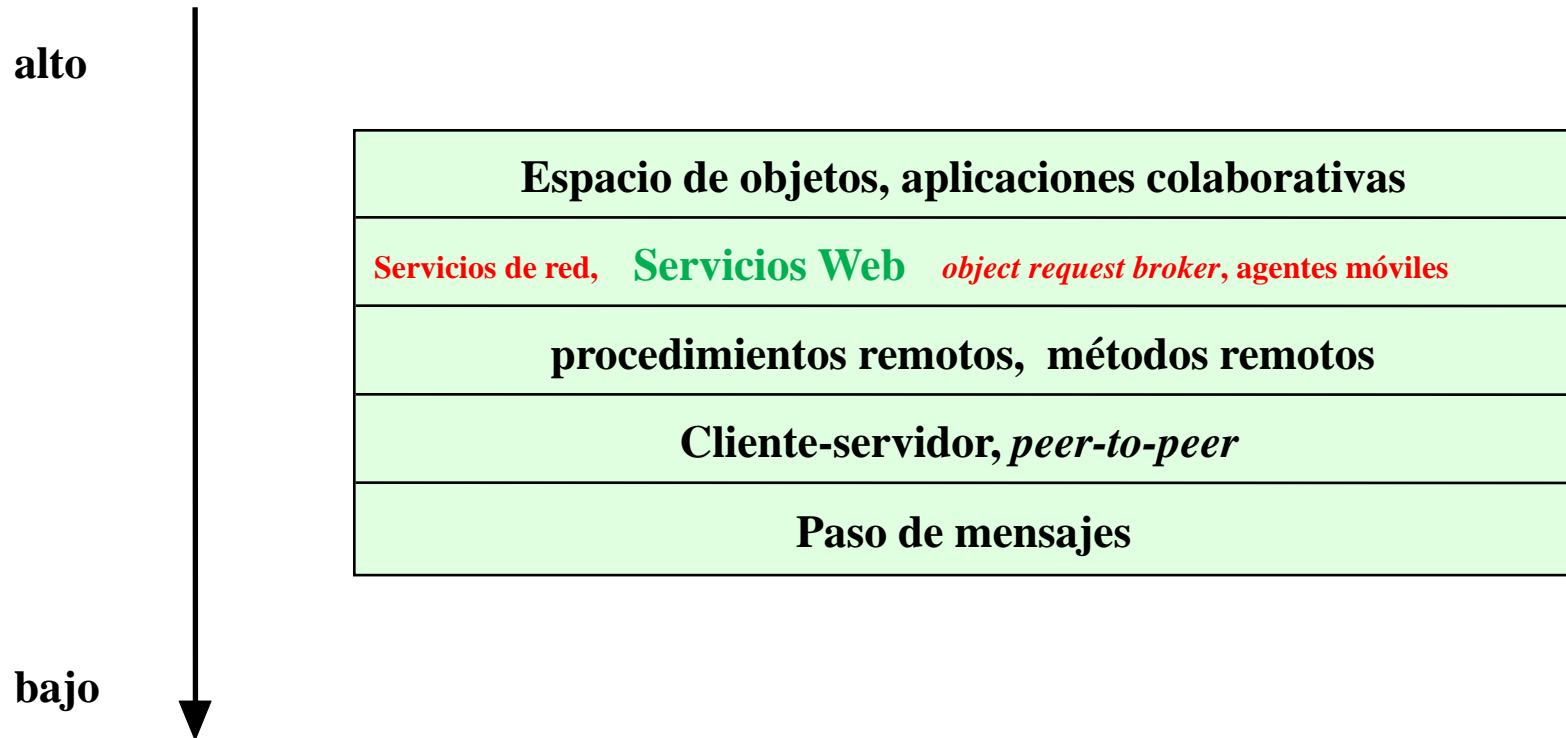 alto
Espacio de objetos, aplicaciones colaborativas
Servicios de red, Servicios Web object request broker, agentes móviles
procedimientos remotos, métodos remotos
Cliente-servidor, peer-to-peer
Paso de mensajes
bajo